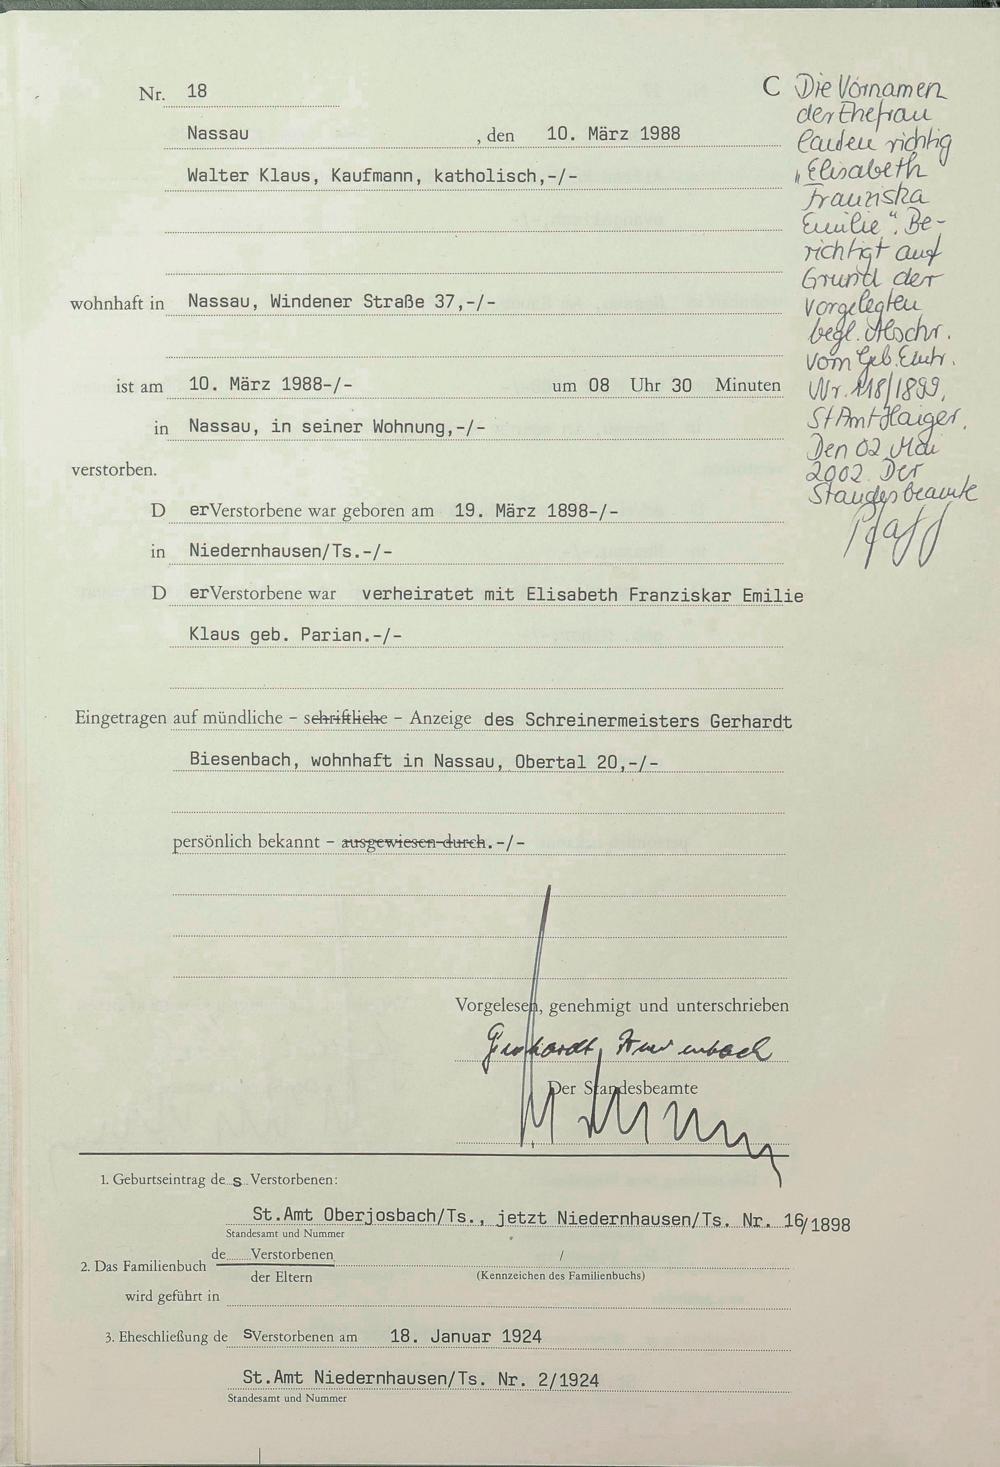 Nr. 18
Nassau , den 10. März 1988
Walter Klaus, Kaufmann, katholisch,-/-
wohnhaft in Nassau, Windener Straße 37,-/-
ist am 10. März 1988-/- um 08 Uhr 30 Minuten
in Nassau, in seiner Wohnung,-/-
verstorben.
D er Verstorbene war geboren am 19. März 1898-/-
in Niedernhausen/Ts.-/-
D er Verstorbene war verheiratet mit Elisabeth Franziskar Emilie
Klaus geb. Parian.-/-
Eingetragen auf mündliche – schriftliche – Anzeige des Schreinermeisters Gerhardt
Biesenbach, wohnhaft in Nassau, Obertal 20,-/-
persönlich bekannt – ausgewiesen durch.-/-
Vorgelesen, genehmigt und unterschrieben
Gerhardt
Der Standesbeamte
1. Geburtseintrag des Verstorbenen:
St.Amt Oberjosbach/Ts., jetzt Niedernhausen/Ts. Nr. 16/1898
Standesamt und Nummer
2. Das Familienbuch de Verstorbenen /
der Eltern (Kennzeichen des Familienbuchs)
wird geführt in
3. Eheschließung des Verstorbenen am 18. Januar 1924
St.Amt Niedernhausen/Ts. Nr. 2/1924
Standesamt und Nummer
C Die Vornamen
der Ehefrau
lauten richtig
„Elisabeth
Franziska
Emilie“. Be-
richtigt auf
Grund der
vorgelegten
begl. Abschr.
vom Geb.Eintr.
Nr. 118/1899,
StAmt Haiger.
Den 02. Mai
2002. Der
Standesbeamte
Pfaff